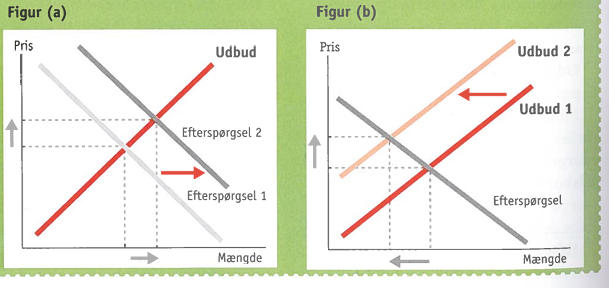 Figur (a)
Pris
Udbud
Efterspørgsel 2
Efterspørgsel 1
Mængde
Figur (b)
Pris
Udbud 2
Udbud 1
Efterspørgsel
Mængde